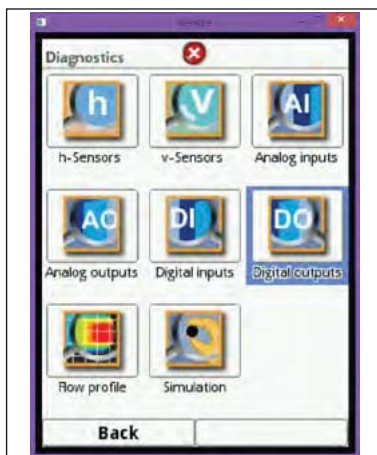 Diagnostics
h
V
AI
h-Sensors
v-Sensors
Analog inputs
AO
DI
DO
Analog outputs
Digital inputs
Digital outputs
Flow profile
Simulation
Back